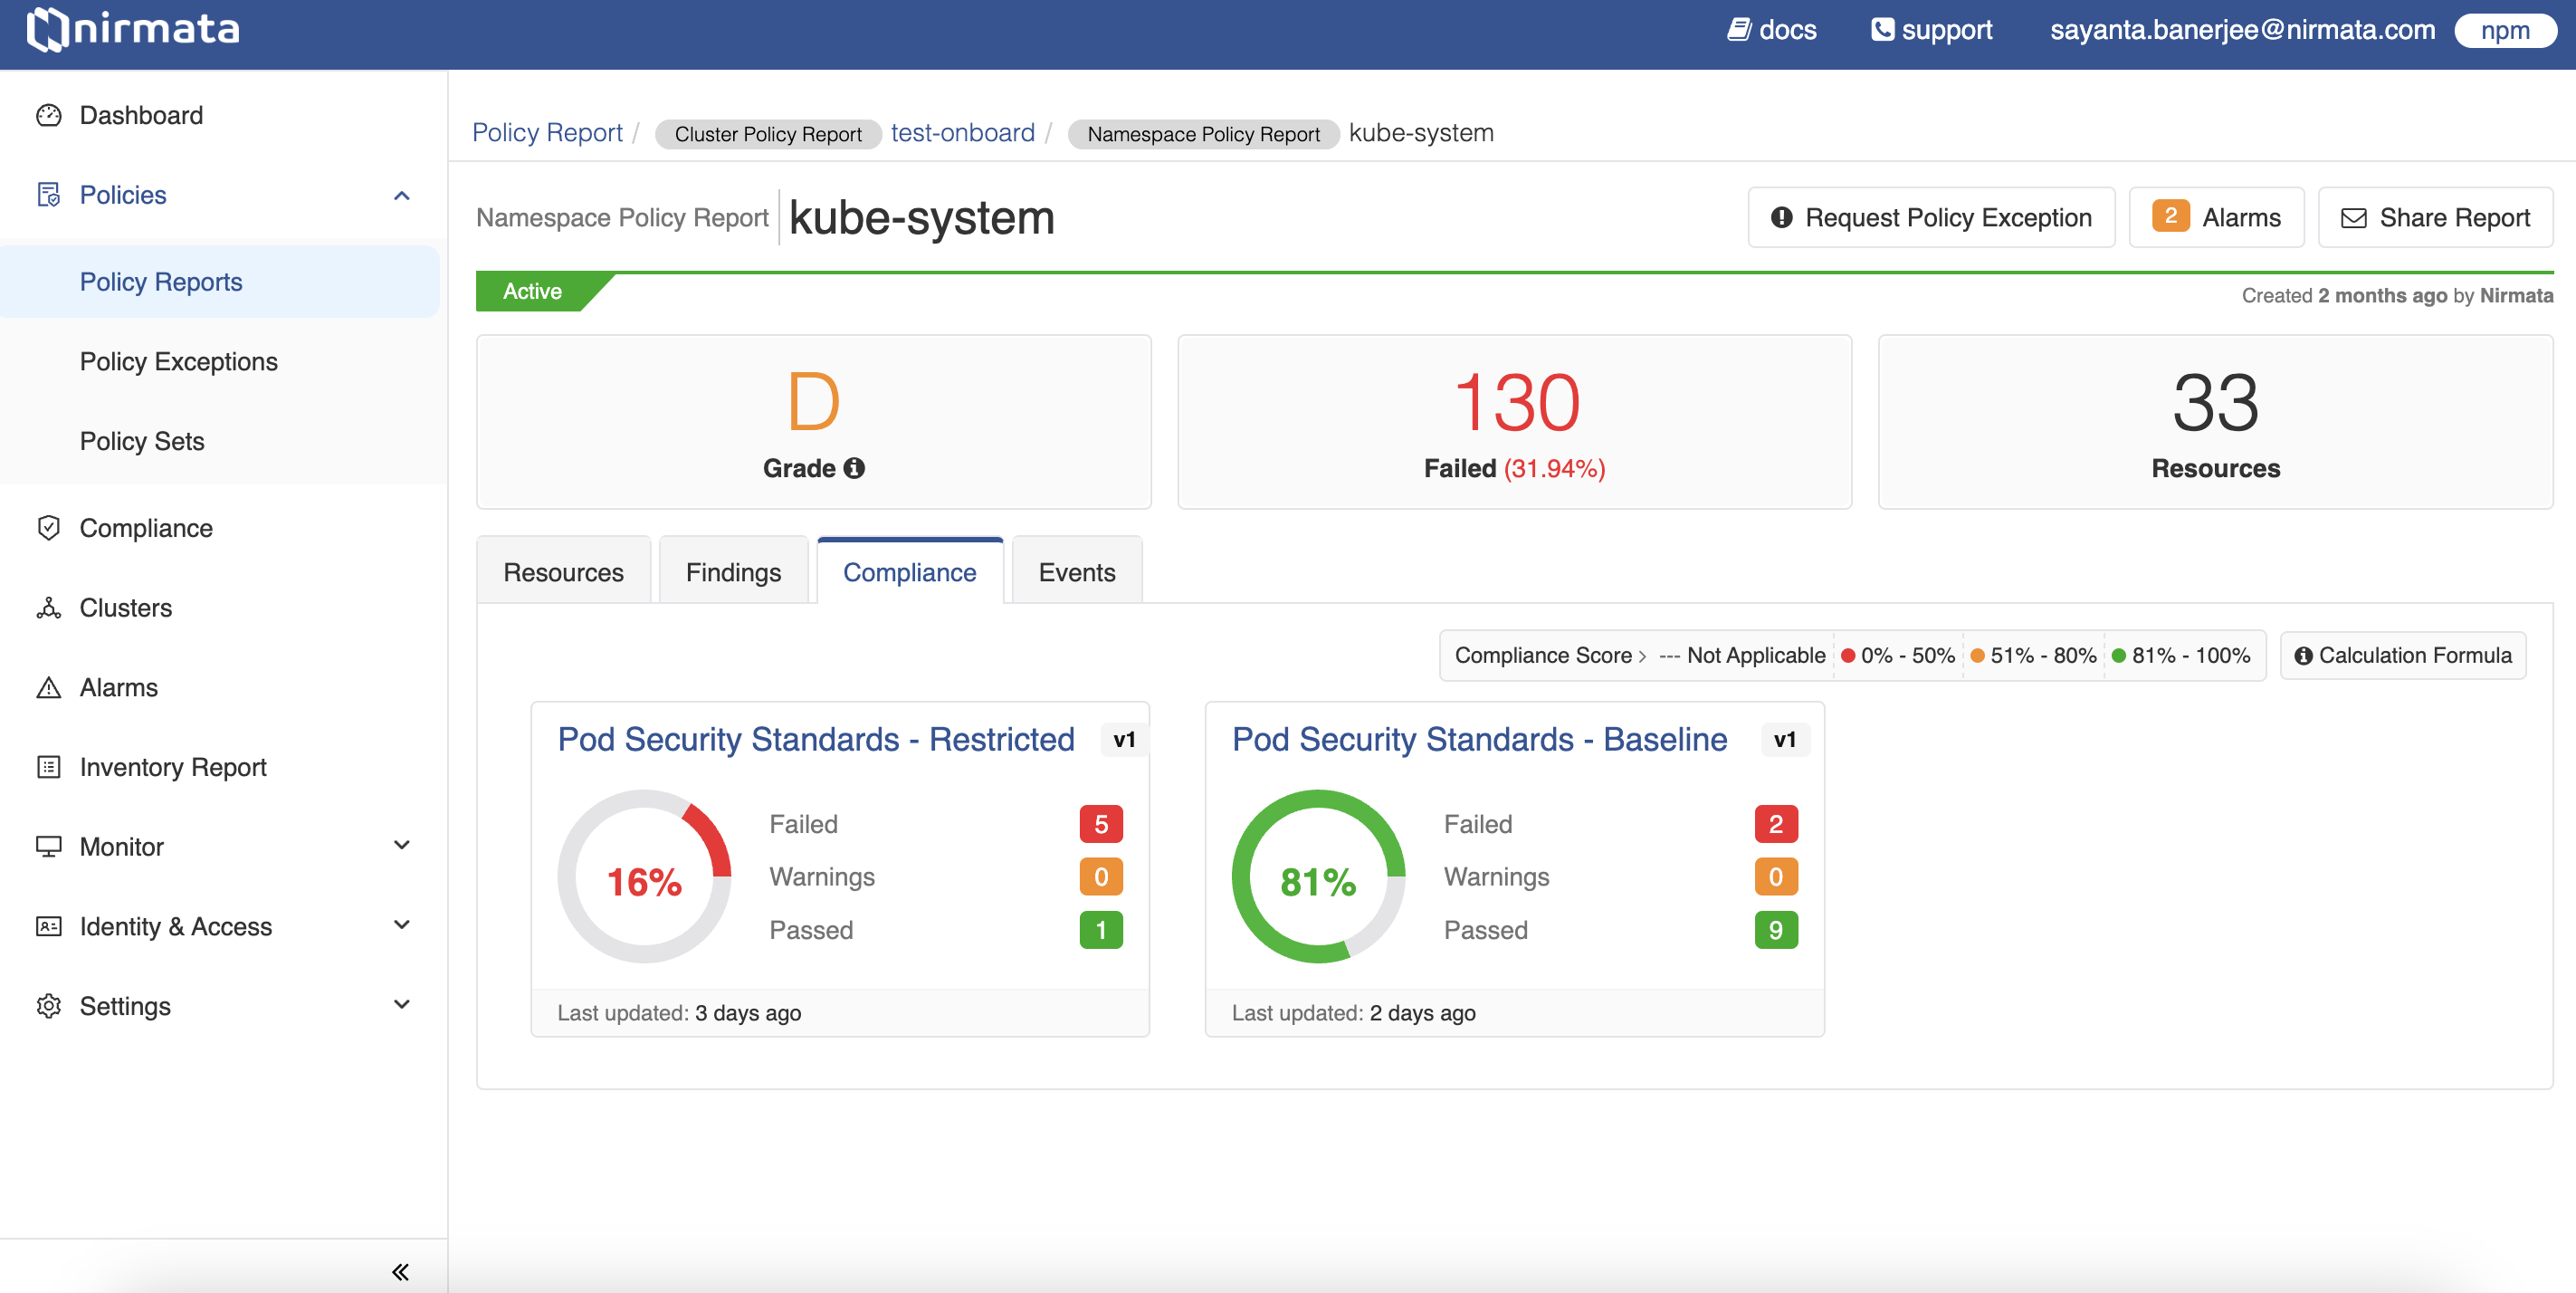 nirmata
docs support sayanta.banerjee@nirmata.com npm
Dashboard
Policies
Policy Reports
Policy Exceptions
Policy Sets
Compliance
Clusters
Alarms
Inventory Report
Monitor
Identity & Access
Settings
Policy Report / Cluster Policy Report test-onboard / Namespace Policy Report kube-system
Namespace Policy Report kube-system
Request Policy Exception 2 Alarms Share Report
Active
Created 2 months ago by Nirmata
D
Grade
130
Failed (31.94%)
33
Resources
Resources Findings Compliance Events
Compliance Score > --- Not Applicable 0% - 50% 51% - 80% 81% - 100% Calculation Formula
Pod Security Standards - Restricted v1
16%
Failed 5
Warnings 0
Passed 1
Last updated: 3 days ago
Pod Security Standards - Baseline v1
81%
Failed 2
Warnings 0
Passed 9
Last updated: 2 days ago